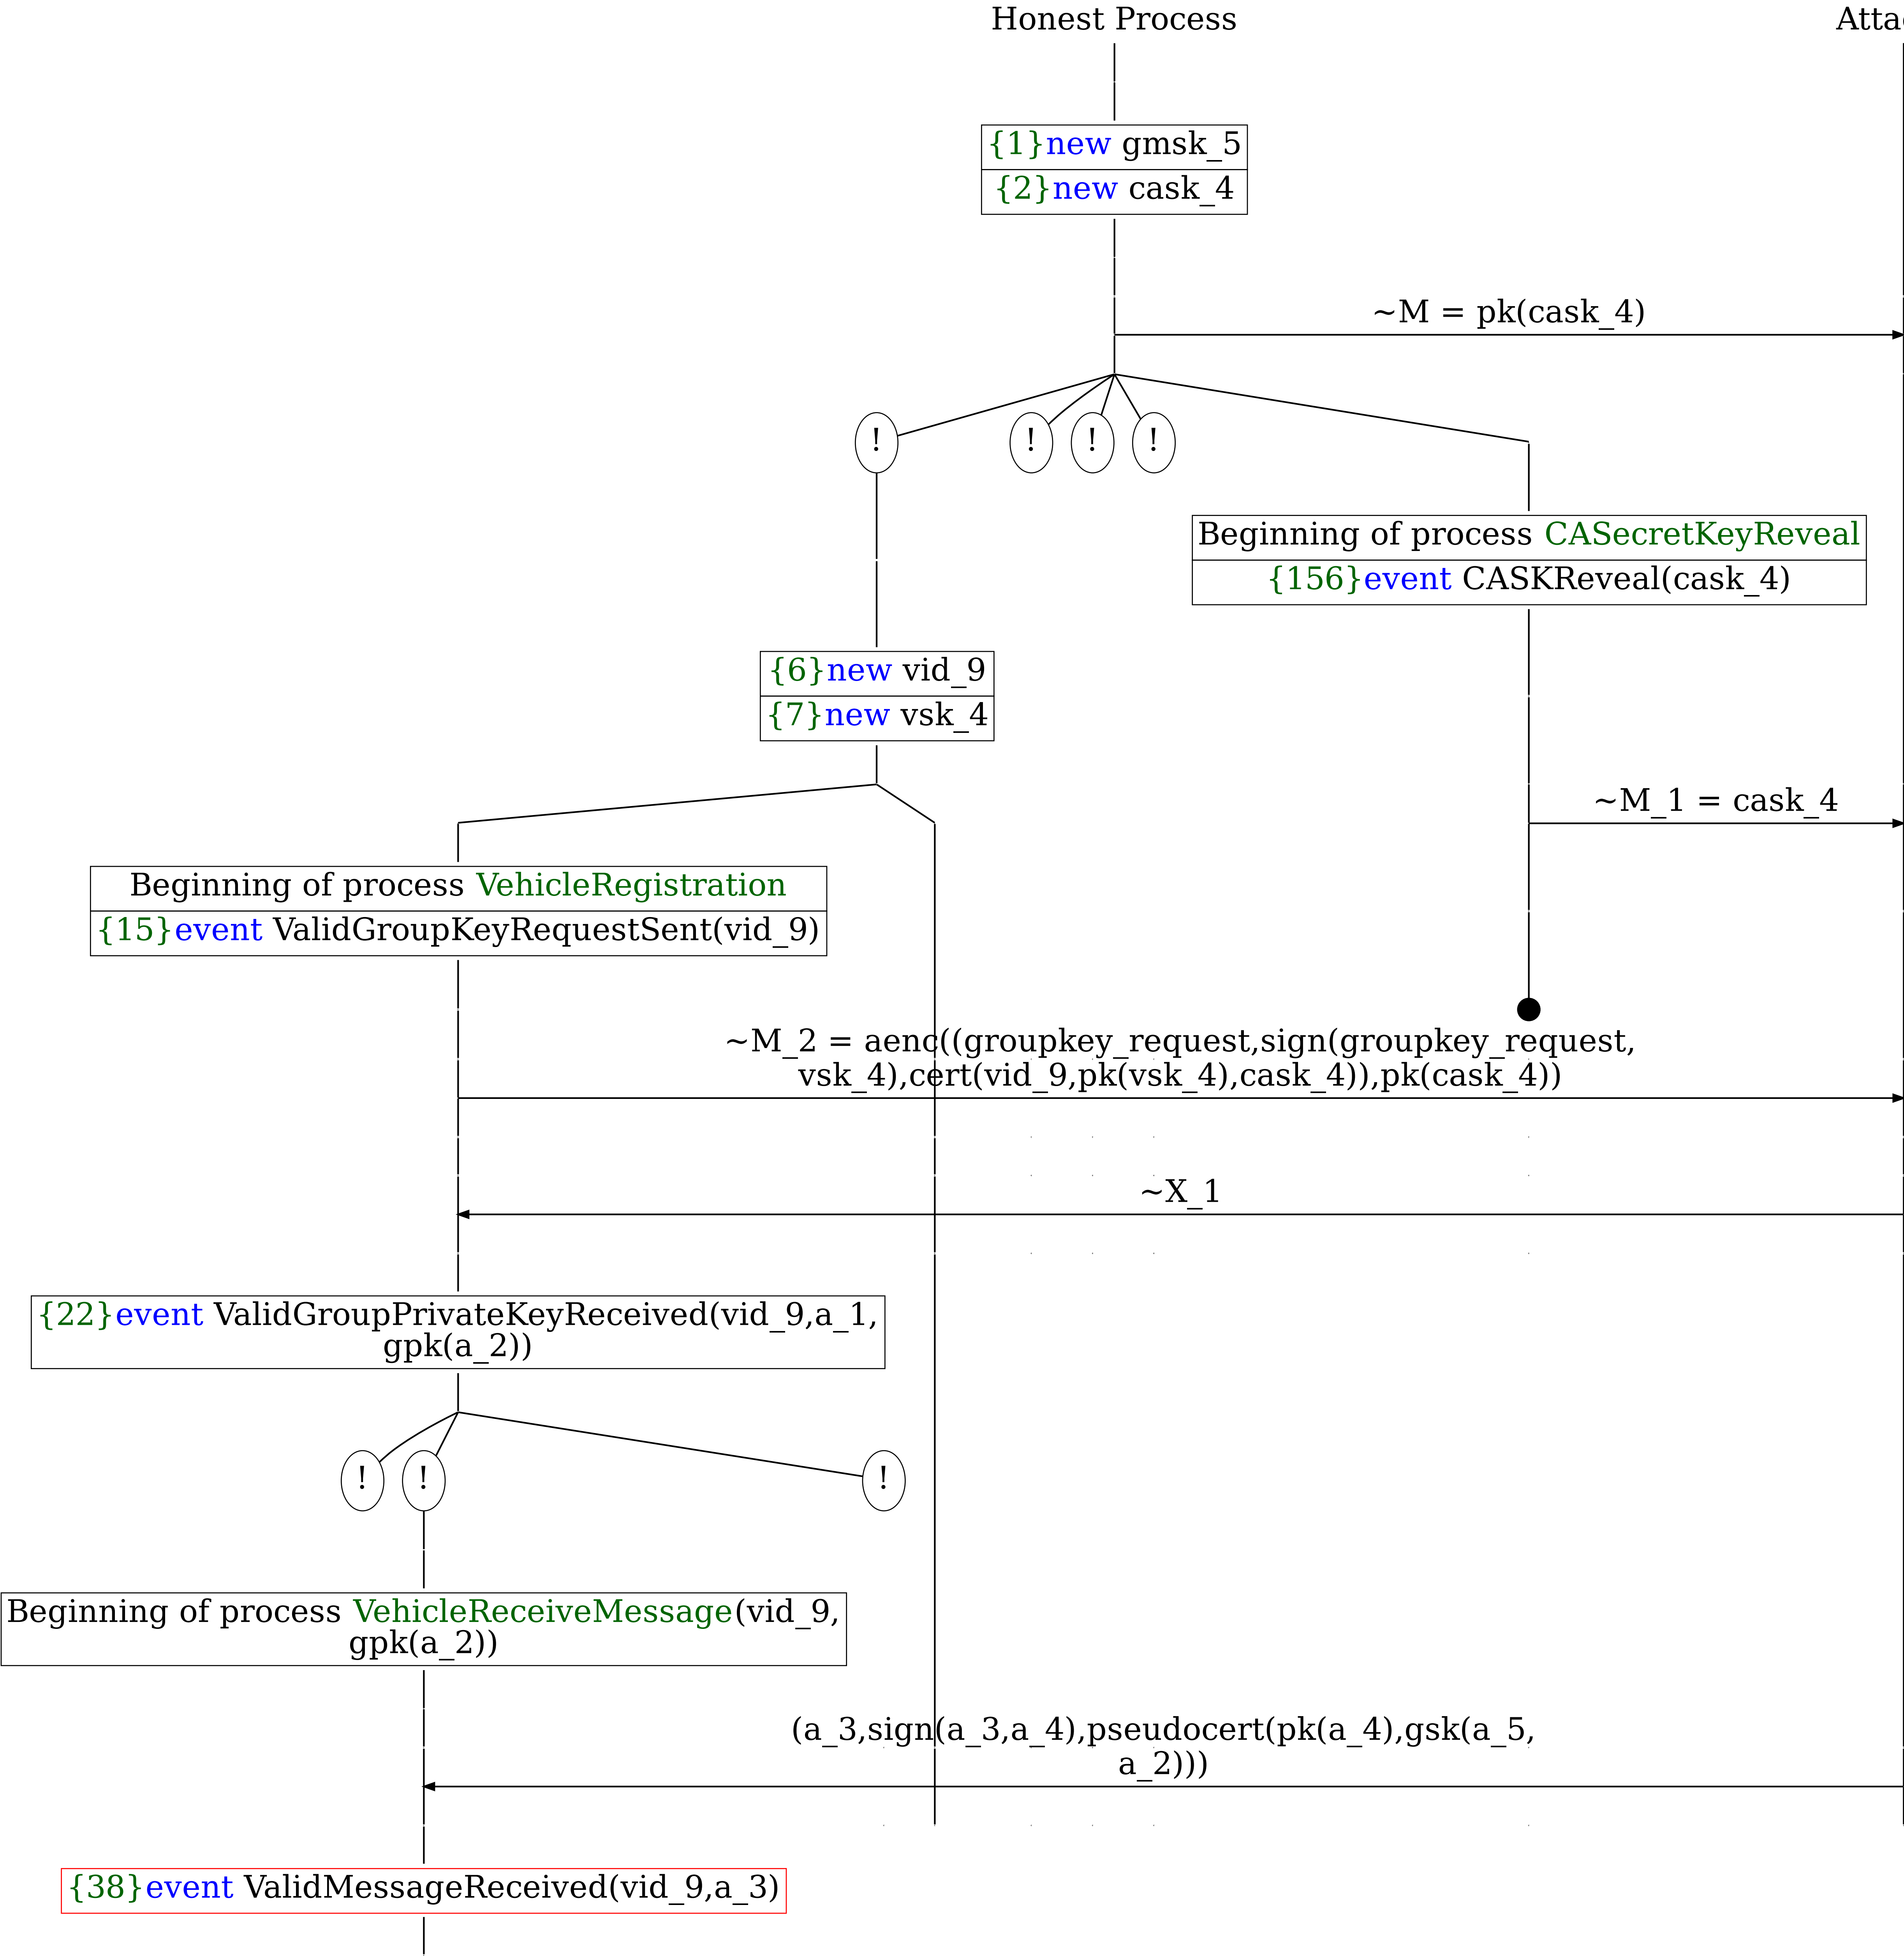 Honest Process
Atta
{1}new gmsk_5
{2}new cask_4
~M = pk(cask_4)
! ! ! !
Beginning of process CASecretKeyReveal
{156}event CASKReveal(cask_4)
{6}new vid_9
{7}new vsk_4
~M_1 = cask_4
Beginning of process VehicleRegistration
{15}event ValidGroupKeyRequestSent(vid_9)
~M_2 = aenc((groupkey_request,sign(groupkey_request,
vsk_4),cert(vid_9,pk(vsk_4),cask_4)),pk(cask_4))
~X_1
{22}event ValidGroupPrivateKeyReceived(vid_9,a_1,
gpk(a_2))
! ! !
Beginning of process VehicleReceiveMessage(vid_9,
gpk(a_2))
(a_3,sign(a_3,a_4),pseudocert(pk(a_4),gsk(a_5,
a_2)))
{38}event ValidMessageReceived(vid_9,a_3)